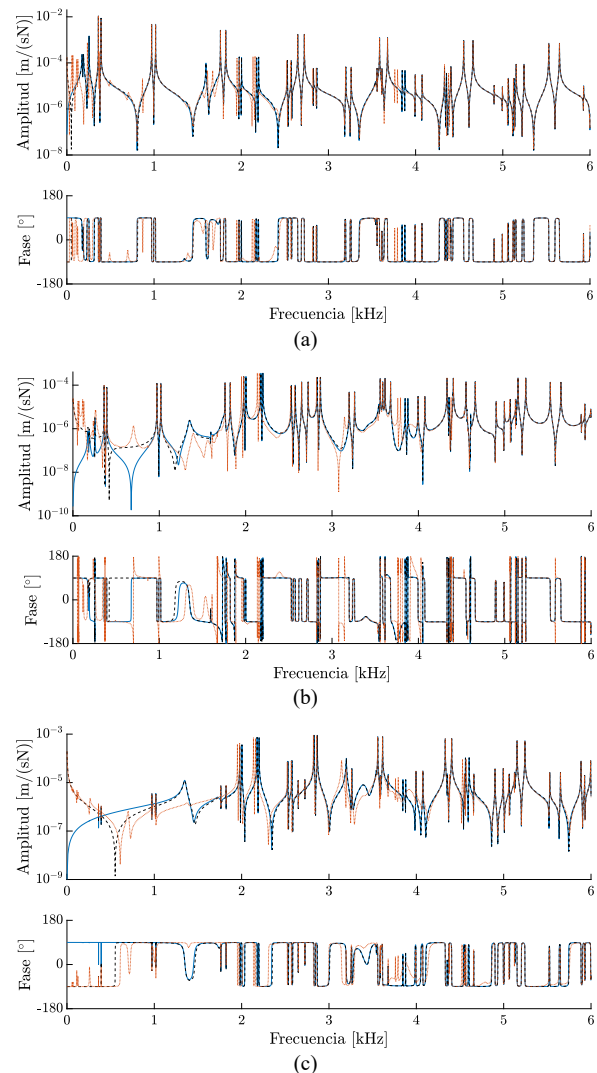 10⁻²
10⁻⁴
10⁻⁶
10⁻⁸
Amplitud [m/(sN)]
0 1 2 3 4 5 6
180
0
-180
Fase [°]
0 1 2 3 4 5 6
Frecuencia [kHz]
(a)
10⁻⁴
10⁻⁶
10⁻⁸
10⁻¹⁰
Amplitud [m/(sN)]
0 1 2 3 4 5 6
180
0
-180
Fase [°]
0 1 2 3 4 5 6
Frecuencia [kHz]
(b)
10⁻³
10⁻⁵
10⁻⁷
10⁻⁹
Amplitud [m/(sN)]
0 1 2 3 4 5 6
180
0
-180
Fase [°]
0 1 2 3 4 5 6
Frecuencia [kHz]
(c)